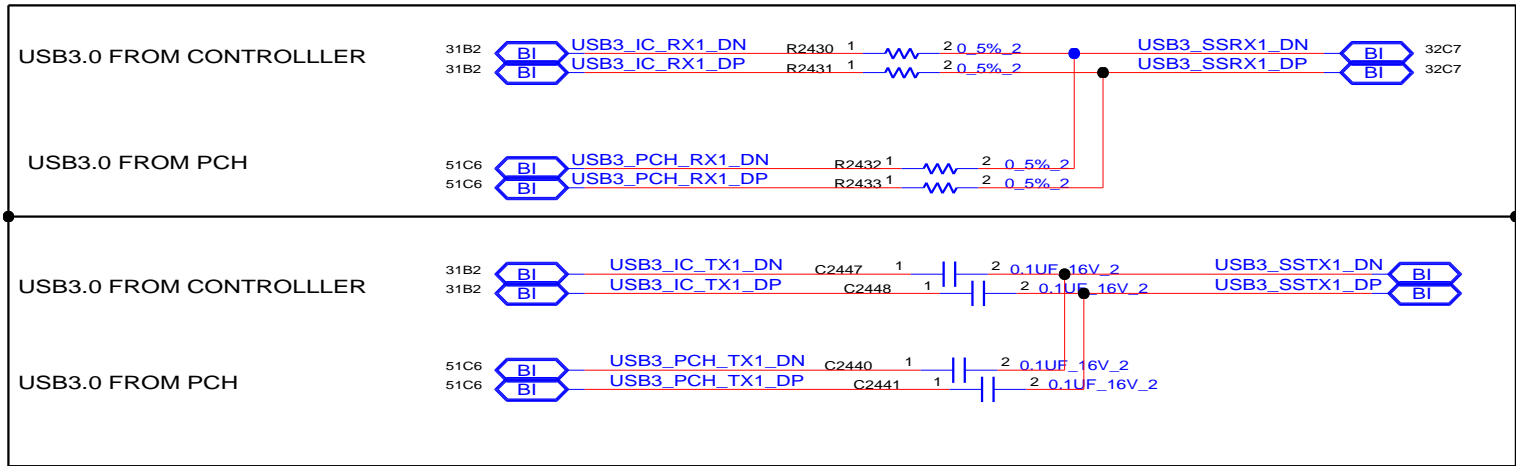 USB3.0 FROM CONTROLLLER
31B2 BI USB3_IC_RX1_DN R2430 1 2 0_5%_2 USB3_SSRX1_DN BI 32C7
31B2 BI USB3_IC_RX1_DP R2431 1 2 0_5%_2 USB3_SSRX1_DP BI 32C7
USB3.0 FROM PCH
51C6 BI USB3_PCH_RX1_DN R2432 1 2 0_5%_2
51C6 BI USB3_PCH_RX1_DP R2433 1 2 0_5%_2
USB3.0 FROM CONTROLLLER
31B2 BI USB3_IC_TX1_DN C2447 1 2 0.1UF_16V_2 USB3_SSTX1_DN BI
31B2 BI USB3_IC_TX1_DP C2448 1 2 0.1UF_16V_2 USB3_SSTX1_DP BI
USB3.0 FROM PCH
51C6 BI USB3_PCH_TX1_DN C2440 1 2 0.1UF_16V_2
51C6 BI USB3_PCH_TX1_DP C2441 1 2 0.1UF_16V_2